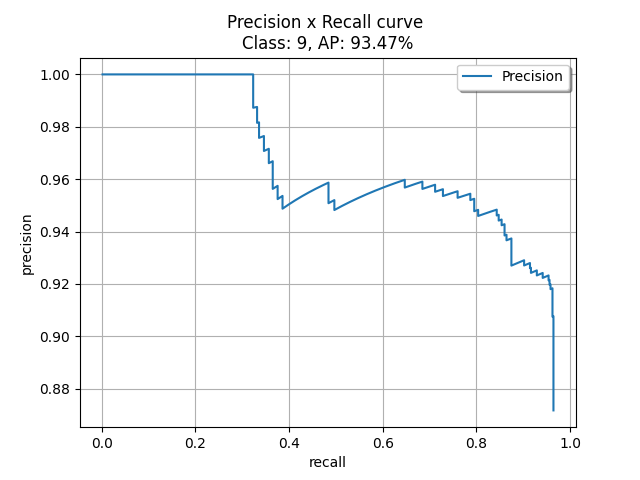 Precision x Recall curve
Class: 9, AP: 93.47%
Precision
1.00
0.98
0.96
0.94
0.92
0.90
0.88
precision
0.0 0.2 0.4 0.6 0.8 1.0
recall